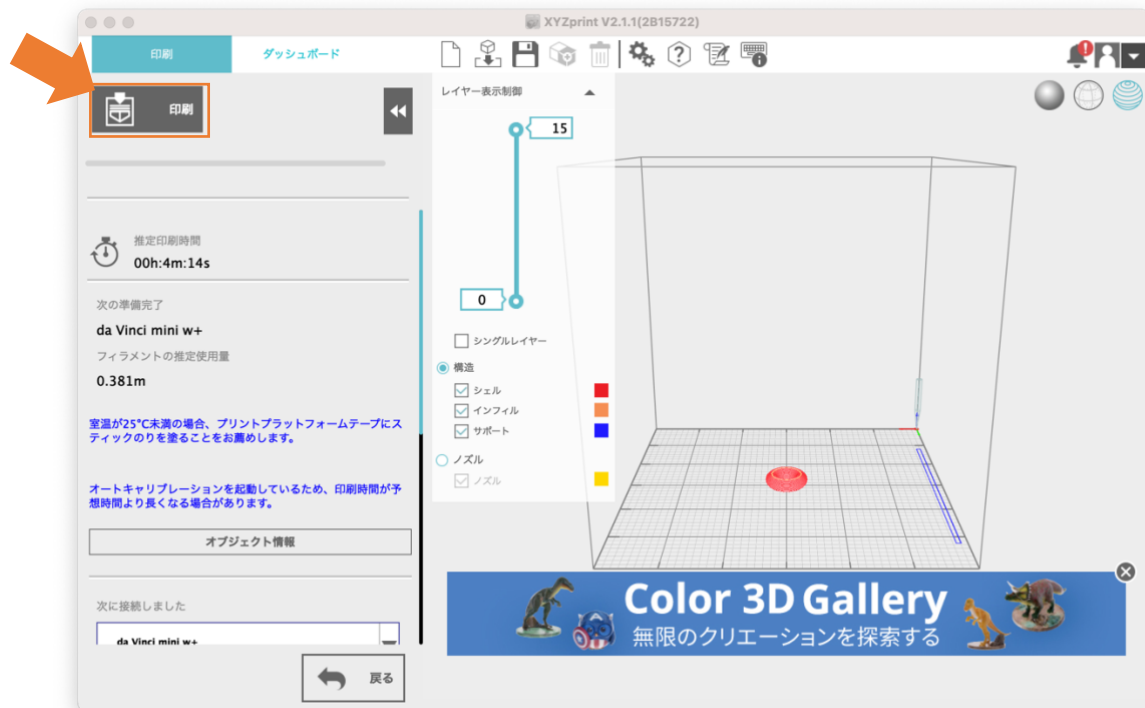 XYZprint V2.1.1(2B15722)
印刷
ダッシュボード
印刷
推定印刷時間
00h:4m:14s
次の準備完了
da Vinci mini w+
フィラメントの推定使用量
0.381m
室温が25°C未満の場合、プリントプラットフォームテープにス
ティックのりを塗ることをお薦めします。
オートキャリブレーションを起動しているため、印刷時間が予
想時間より長くなる場合があります。
オブジェクト情報
次に接続しました
da Vinci mini w+
戻る
レイヤー表示制御
15
0
シングルレイヤー
構造
シェル
インフィル
サポート
ノズル
ノズル
Color 3D Gallery
無限のクリエーションを探索する